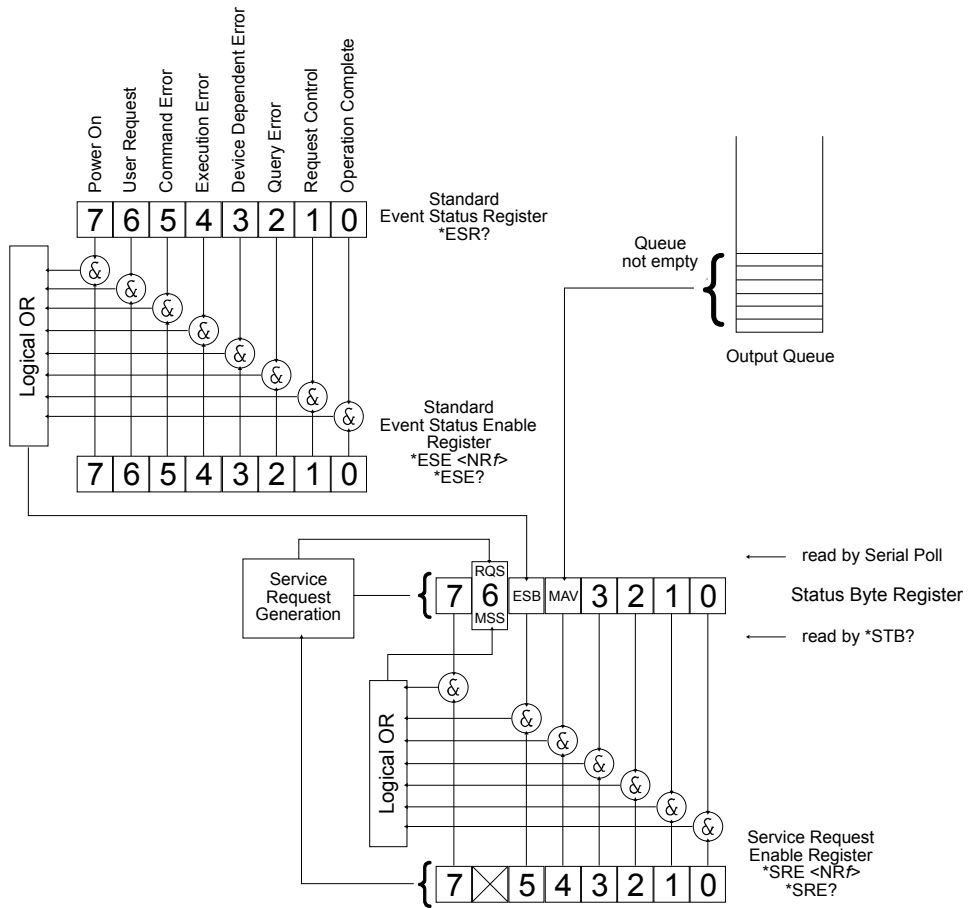 Power On
User Request
Command Error
Execution Error
Device Dependent Error
Query Error
Request Control
Operation Complete
7 6 5 4 3 2 1 0
Standard
Event Status Register
*ESR?
&
&
&
&
&
&
&
&
Logical OR
Queue
not empty
Output Queue
Standard
Event Status Enable
Register
*ESE <NRf>
*ESE?
7 6 5 4 3 2 1 0
read by Serial Poll
Service
Request
Generation
RQS
7 6 ESB MAV 3 2 1 0
MSS
Status Byte Register
read by *STB?
&
&
&
&
&
&
&
Logical OR
Service Request
Enable Register
*SRE <NRf>
*SRE?
7 5 4 3 2 1 0